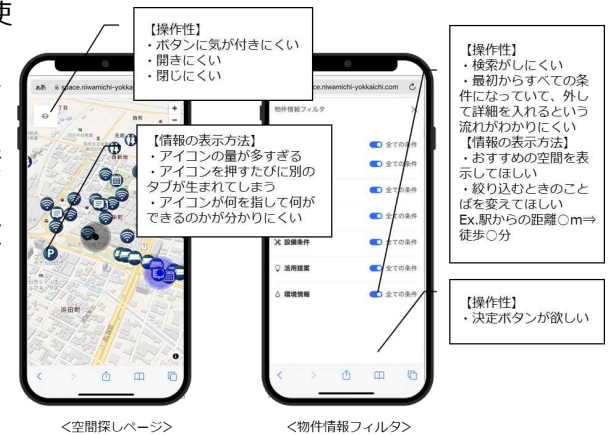 使
【操作性】
・ボタンに気が付きにくい
・開きにくい
・閉じにくい
ああ space.niwamichi-yokka
【情報の表示方法】
・アイコンの量が多すぎる
・アイコンを押すたびに別の
タブが生まれてしまう
・アイコンが何を指して何が
できるのかが分かりにくい
浜田町
P
<空間探しページ>
ce.niwamichi-yokkaichi.com
物件情報フィルタ
全ての条件
全ての条件
全ての条件
設備条件 全ての条件
活用提案 全ての条件
環境情報 全ての条件
<物件情報フィルタ>
【操作性】
・検索がしにくい
・最初からすべての条
件になっていて、外し
て詳細を入れるという
流れがわかりにくい
【情報の表示方法】
・おすすめの空間を表
示してほしい
・絞り込むときのこと
ばを変えてほしい
Ex.駅からの距離○m⇒
徒歩○分
【操作性】
・決定ボタンが欲しい